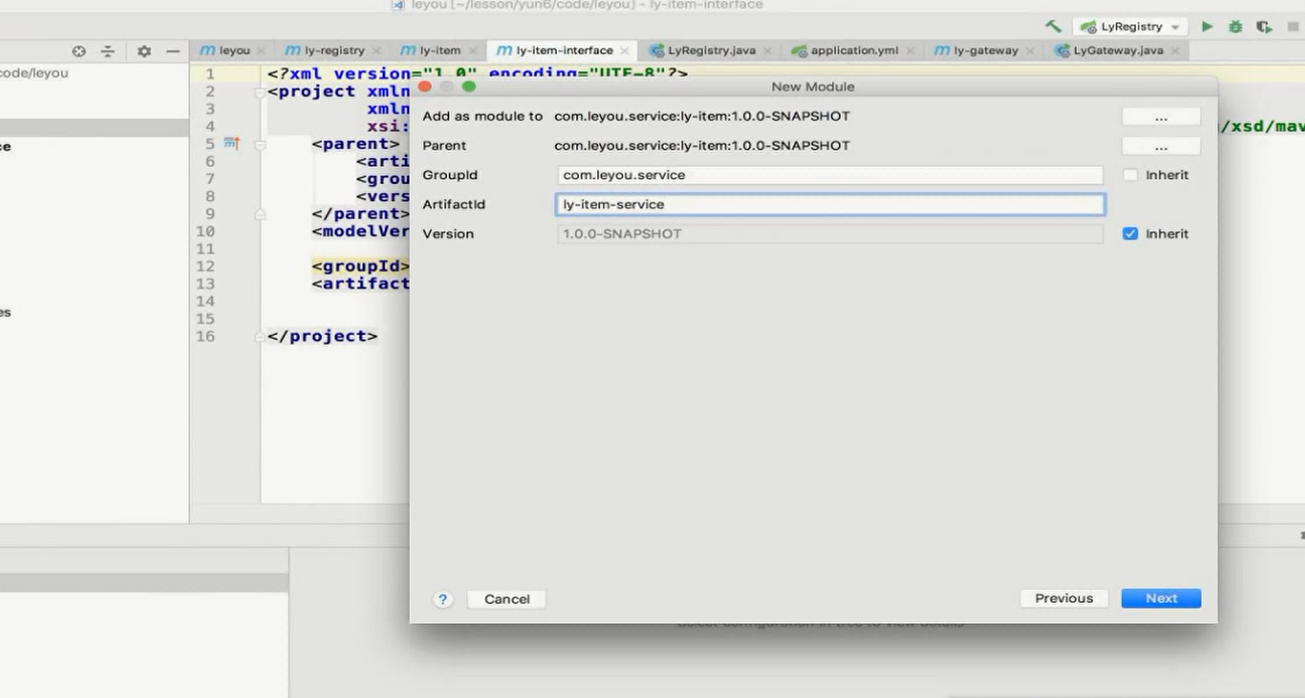 leyou [~/lesson/yun6/code/leyou] - ly-item-interface
LyRegistry
leyou ly-registry ly-item ly-item-interface LyRegistry.java application.yml ly-gateway LyGateway.java
code/leyou
1 <?xml version="1.0" encoding="UTF-8"?>
2 <project xmln
3 xmln
4 xsi: /xsd/mav
5 <parent>
6 <arti
7 <grou
8 <vers
9 </parent>
10 <modelVer
11
12 <groupId>
13 <artifact
14
15
16 </project>
New Module
Add as module to com.leyou.service:ly-item:1.0.0-SNAPSHOT ...
Parent com.leyou.service:ly-item:1.0.0-SNAPSHOT ...
GroupId com.leyou.service Inherit
ArtifactId ly-item-service
Version 1.0.0-SNAPSHOT Inherit
? Cancel Previous Next